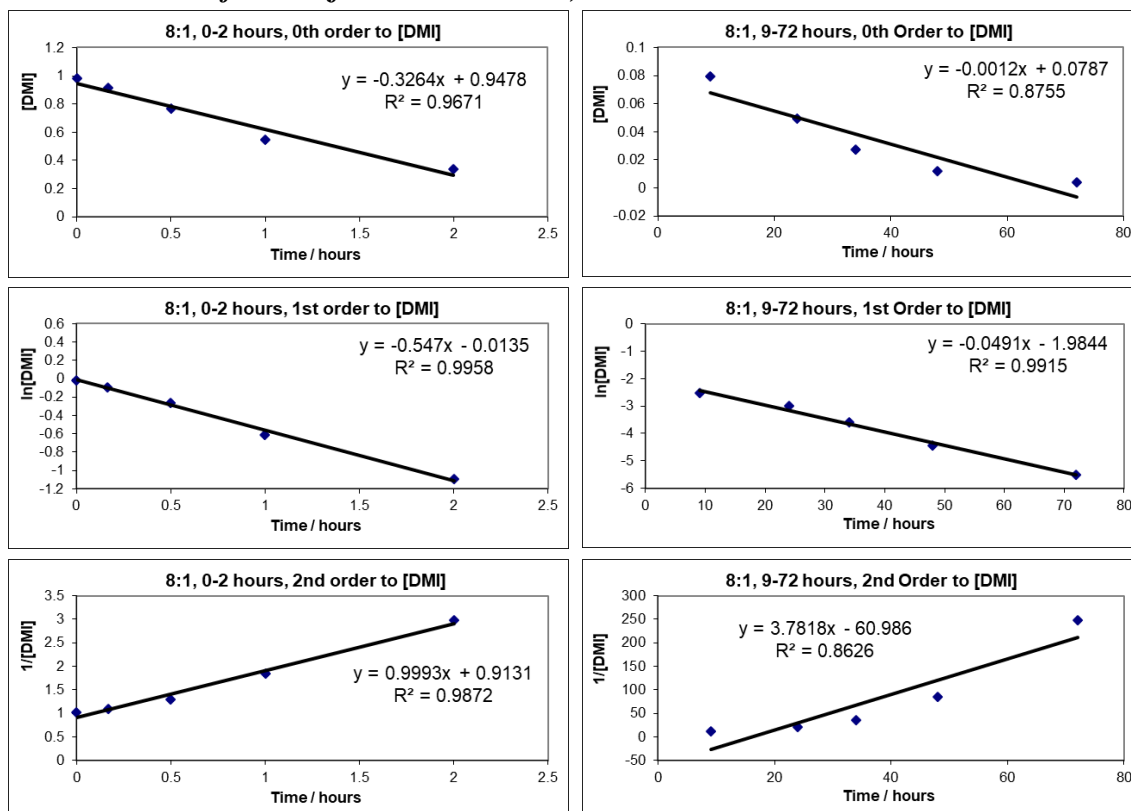 8:1, 0-2 hours, 0th order to [DMI]
[DMI]
1.2
1
0.8
0.6
0.4
0.2
0
y = -0.3264x + 0.9478
R² = 0.9671
0 0.5 1 1.5 2 2.5
Time / hours
8:1, 9-72 hours, 0th Order to [DMI]
[DMI]
0.1
0.08
0.06
0.04
0.02
0
-0.02
y = -0.0012x + 0.0787
R² = 0.8755
0 20 40 60 80
Time / hours
8:1, 0-2 hours, 1st order to [DMI]
ln[DMI]
0.6
0.4
0.2
0
-0.2
-0.4
-0.6
-0.8
-1
-1.2
y = -0.547x - 0.0135
R² = 0.9958
0 0.5 1 1.5 2 2.5
Time / hours
8:1, 9-72 hours, 1st Order to [DMI]
ln[DMI]
0
-1
-2
-3
-4
-5
-6
y = -0.0491x - 1.9844
R² = 0.9915
0 10 20 30 40 50 60 70 80
Time / hours
8:1, 0-2 hours, 2nd order to [DMI]
1/[DMI]
3.5
3
2.5
2
1.5
1
0.5
0
y = 0.9993x + 0.9131
R² = 0.9872
0 0.5 1 1.5 2 2.5
Time / hours
8:1, 9-72 hours, 2nd Order to [DMI]
1/[DMI]
300
250
200
150
100
50
0
-50
y = 3.7818x - 60.986
R² = 0.8626
0 20 40 60 80
Time / hours